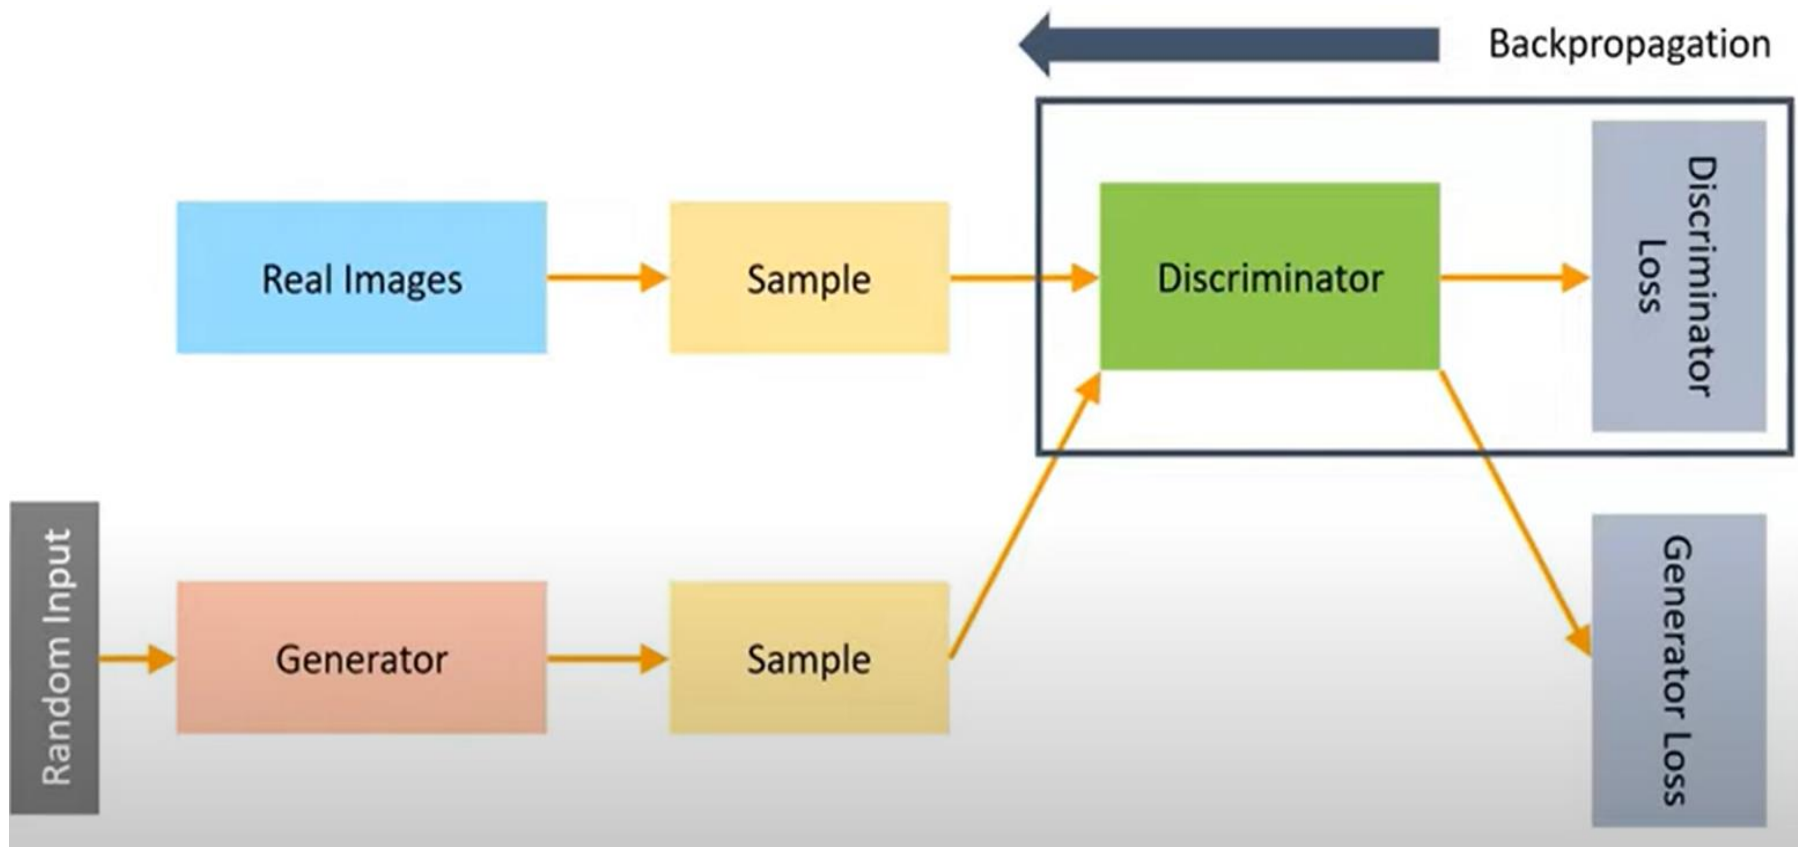 Backpropagation
Real Images
Sample
Discriminator
Discriminator
Loss
Random Input
Generator
Sample
Generator Loss